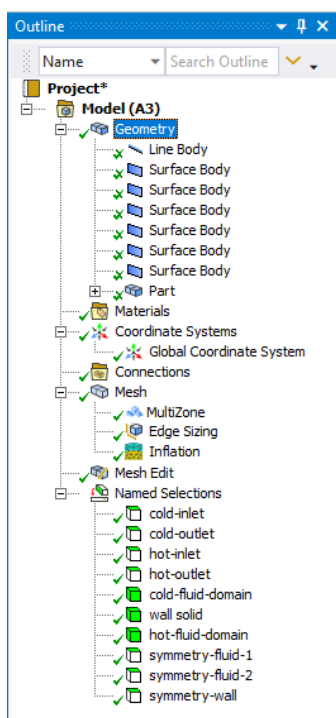 Outline
Name Search Outline
Project*
Model (A3)
Geometry
Line Body
Surface Body
Surface Body
Surface Body
Surface Body
Surface Body
Surface Body
Part
Materials
Coordinate Systems
Global Coordinate System
Connections
Mesh
MultiZone
Edge Sizing
Inflation
Mesh Edit
Named Selections
cold-inlet
cold-outlet
hot-inlet
hot-outlet
cold-fluid-domain
wall solid
hot-fluid-domain
symmetry-fluid-1
symmetry-fluid-2
symmetry-wall